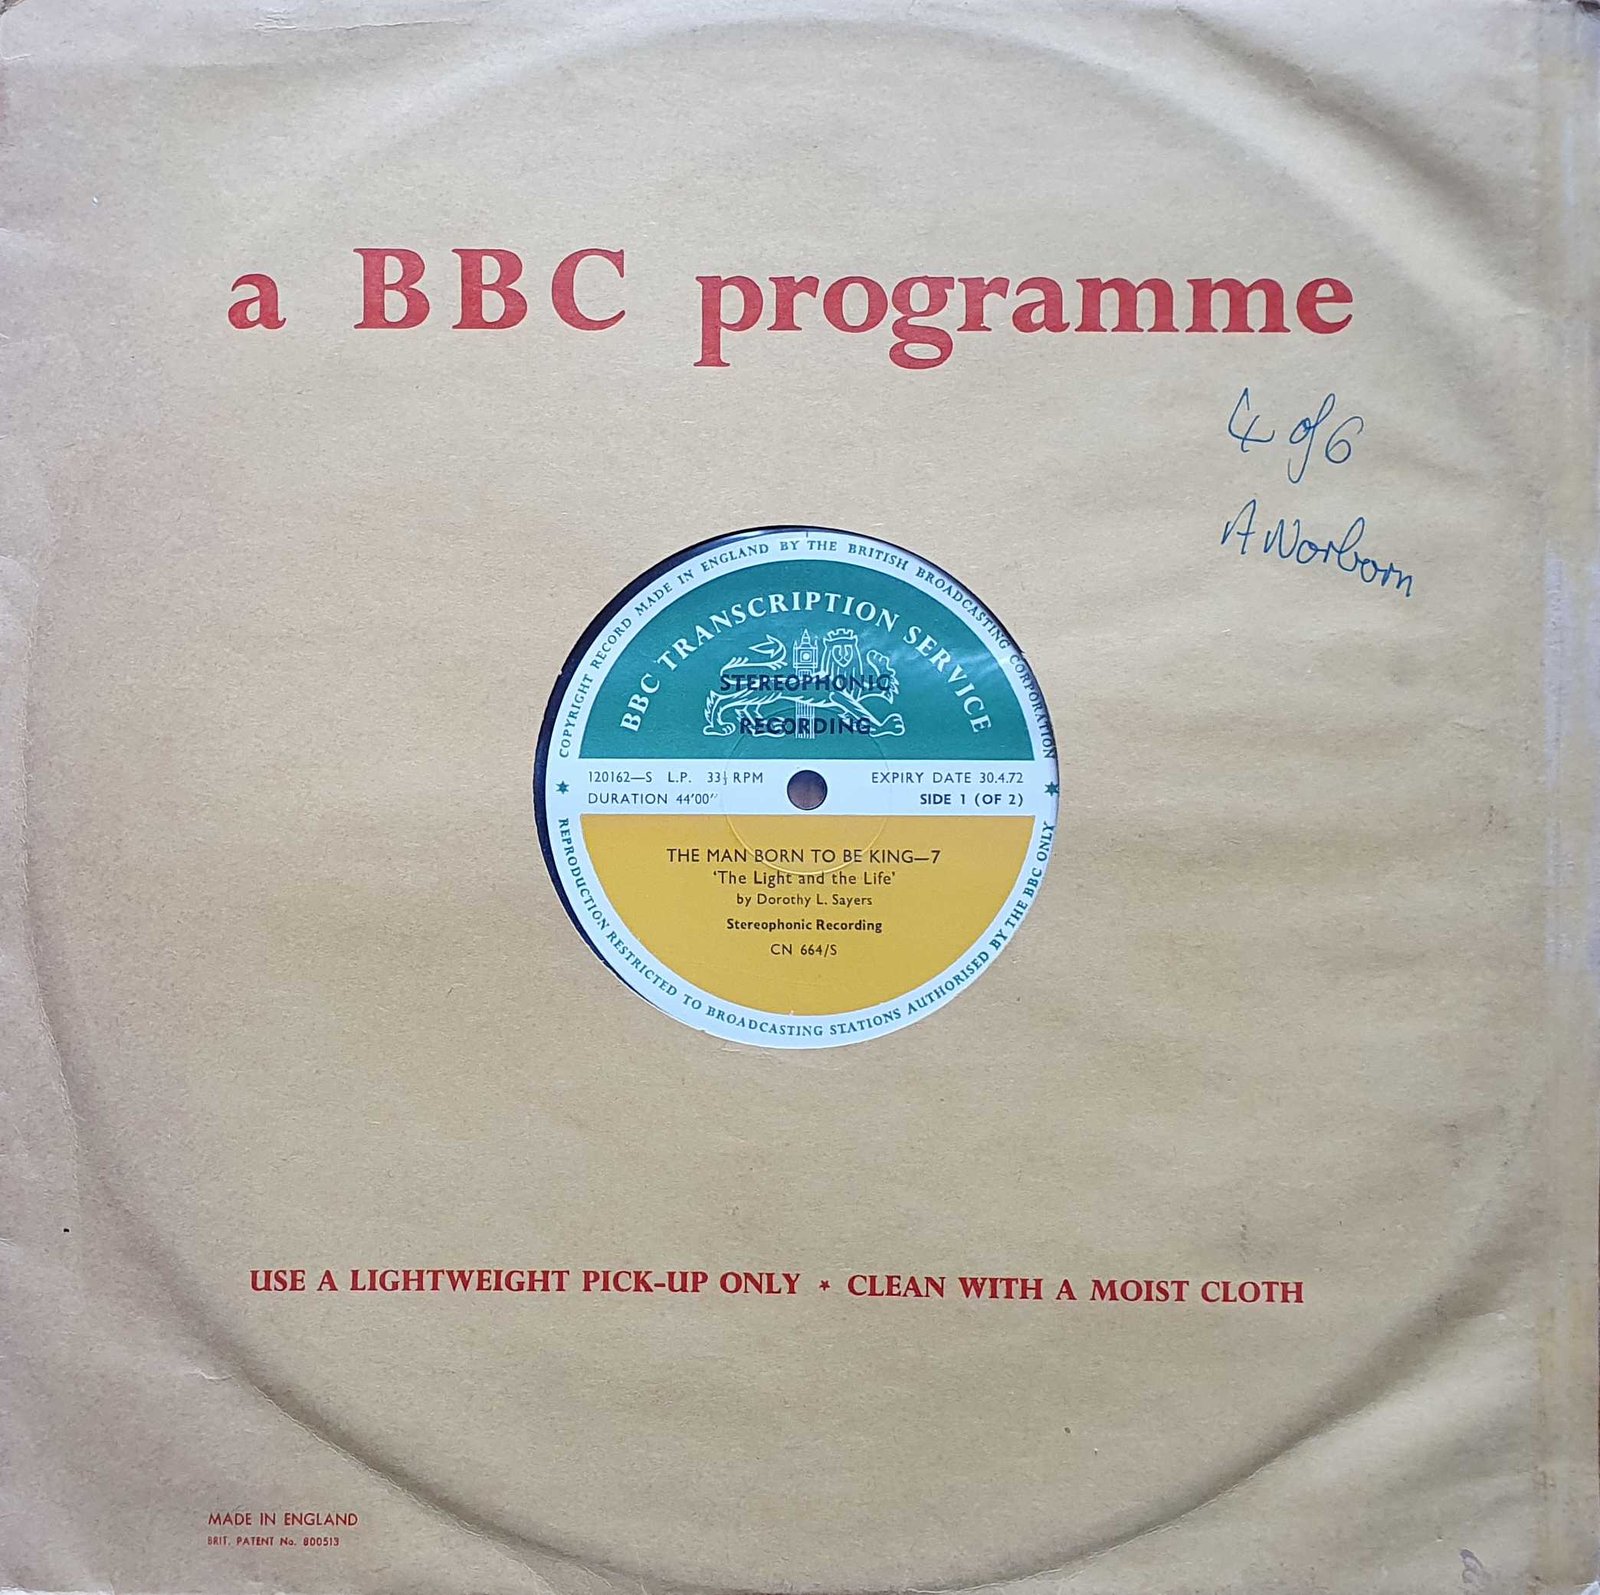 a BBC programme
4 of 6
A Norborn
COPYRIGHT RECORD MADE IN ENGLAND BY THE BRITISH BROADCASTING CORPORATION
BBC TRANSCRIPTION SERVICE
STEREOPHONIC
RECORDING
120162—S L.P. 33⅓ RPM EXPIRY DATE 30.4.72
DURATION 44'00" SIDE 1 (OF 2)
THE MAN BORN TO BE KING—7
'The Light and the Life'
by Dorothy L. Sayers
Stereophonic Recording
CN 664/S
REPRODUCTION RESTRICTED TO BROADCASTING STATIONS AUTHORISED BY THE BBC ONLY
USE A LIGHTWEIGHT PICK-UP ONLY * CLEAN WITH A MOIST CLOTH
MADE IN ENGLAND
BRIT. PATENT No. 800513